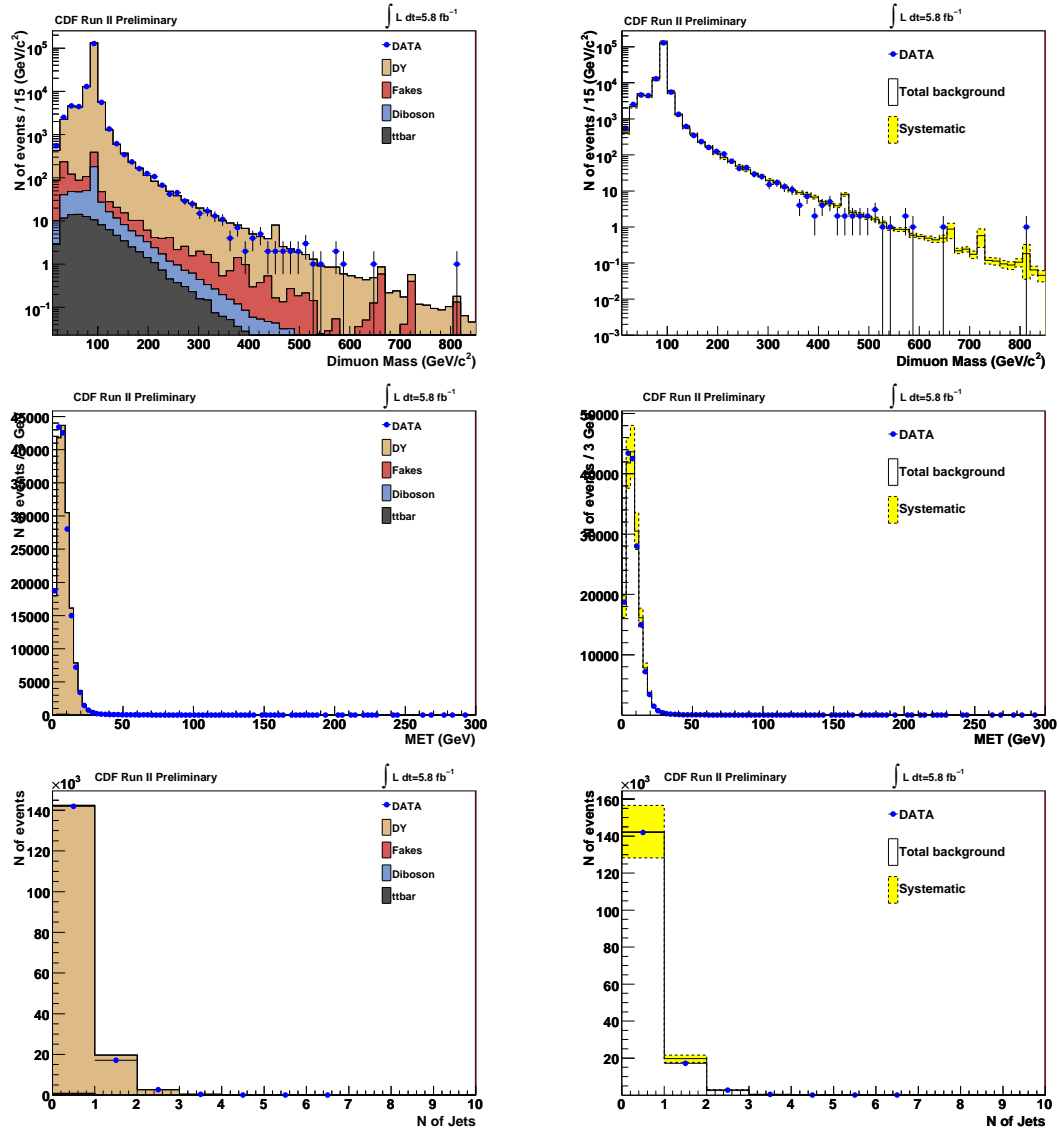 CDF Run II Preliminary
∫ L dt=5.8 fb⁻¹
N of events / 15 (GeV/c²)
10⁵
10⁴
10³
10²
10
1
10⁻¹
DATA
DY
Fakes
Diboson
ttbar
100 200 300 400 500 600 700 800
Dimuon Mass (GeV/c²)
CDF Run II Preliminary
∫ L dt=5.8 fb⁻¹
N of events / 15 (GeV/c²)
10⁵
10⁴
10³
10²
10
1
10⁻¹
10⁻²
10⁻³
DATA
Total background
Systematic
100 200 300 400 500 600 700 800
Dimuon Mass (GeV/c²)
CDF Run II Preliminary
∫ L dt=5.8 fb⁻¹
N of events /
45000
40000
35000
30000
25000
20000
15000
10000
5000
0
DATA
DY
Fakes
Diboson
ttbar
0 50 100 150 200 250 300
MET (GeV)
CDF Run II Preliminary
∫ L dt=5.8 fb⁻¹
N of events / 3 GeV
50000
40000
30000
20000
10000
DATA
Total background
Systematic
0 50 100 150 200 250 300
MET (GeV)
CDF Run II Preliminary
∫ L dt=5.8 fb⁻¹
×10³
N of events
140
120
100
80
60
40
20
0
DATA
DY
Fakes
Diboson
ttbar
0 1 2 3 4 5 6 7 8 9 10
N of Jets
CDF Run II Preliminary
∫ L dt=5.8 fb⁻¹
×10³
N of events
160
140
120
100
80
60
40
20
DATA
Total background
Systematic
0 1 2 3 4 5 6 7 8 9 10
N of Jets